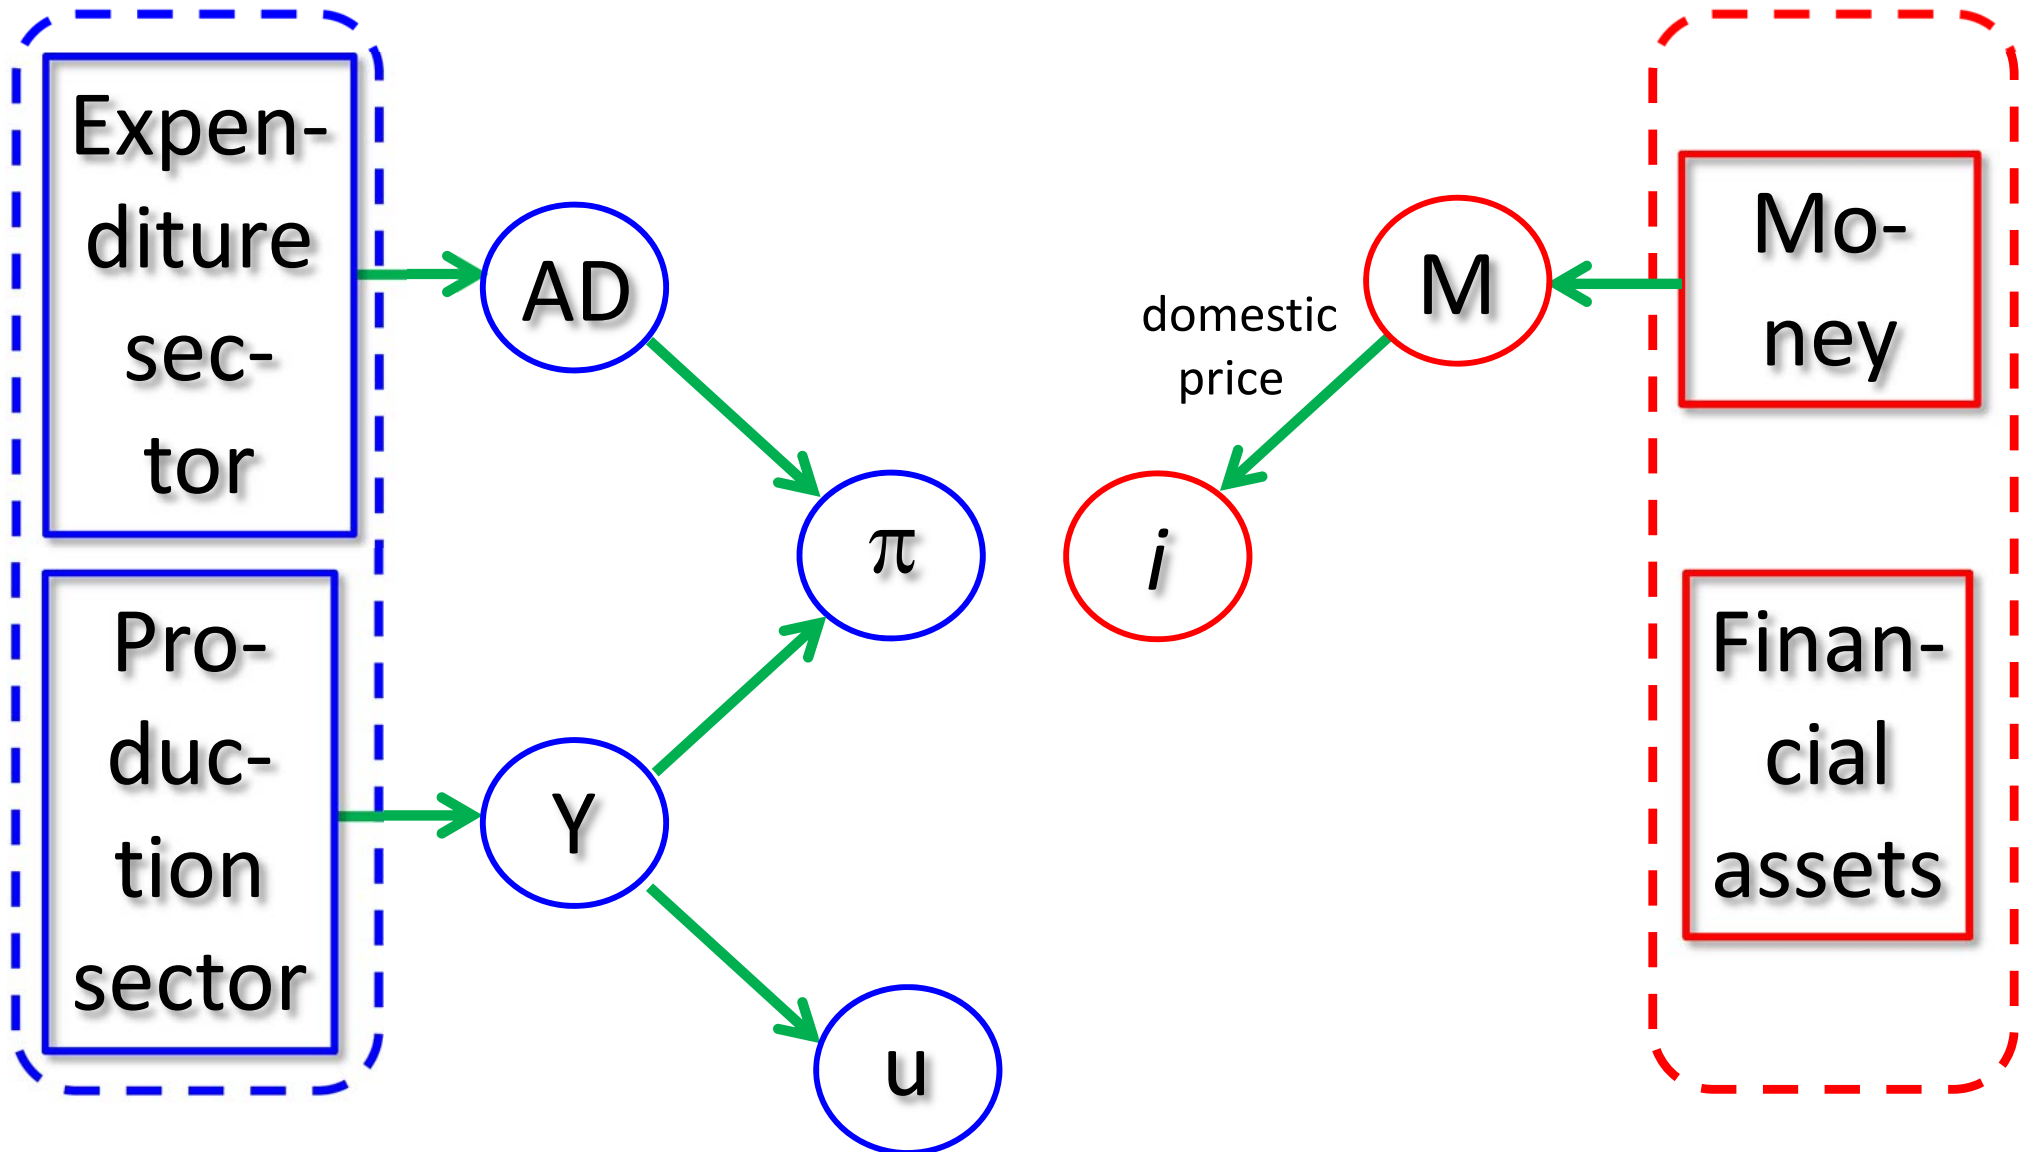 Expen-
diture
sec-
tor
Pro-
duc-
tion
sector
AD
Y
π
u
domestic
price
i
M
Mo-
ney
Finan-
cial
assets